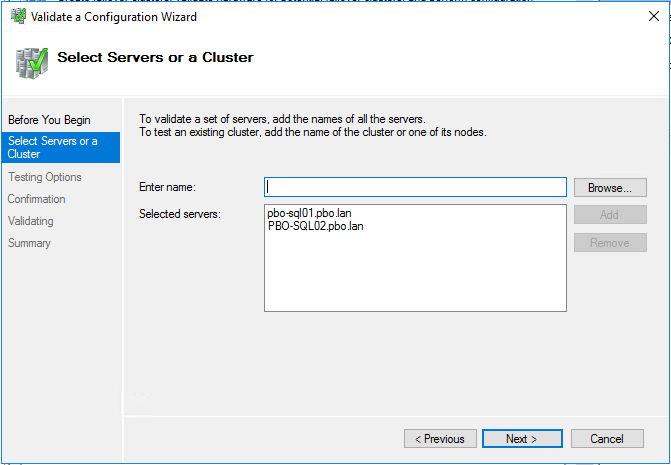 Validate a Configuration Wizard
Select Servers or a Cluster
Before You Begin
Select Servers or a
Cluster
Testing Options
Confirmation
Validating
Summary
To validate a set of servers, add the names of all the servers.
To test an existing cluster, add the name of the cluster or one of its nodes.
Enter name:
Browse...
Selected servers:
pbo-sql01.pbo.lan
PBO-SQL02.pbo.lan
Add
Remove
< Previous
Next >
Cancel